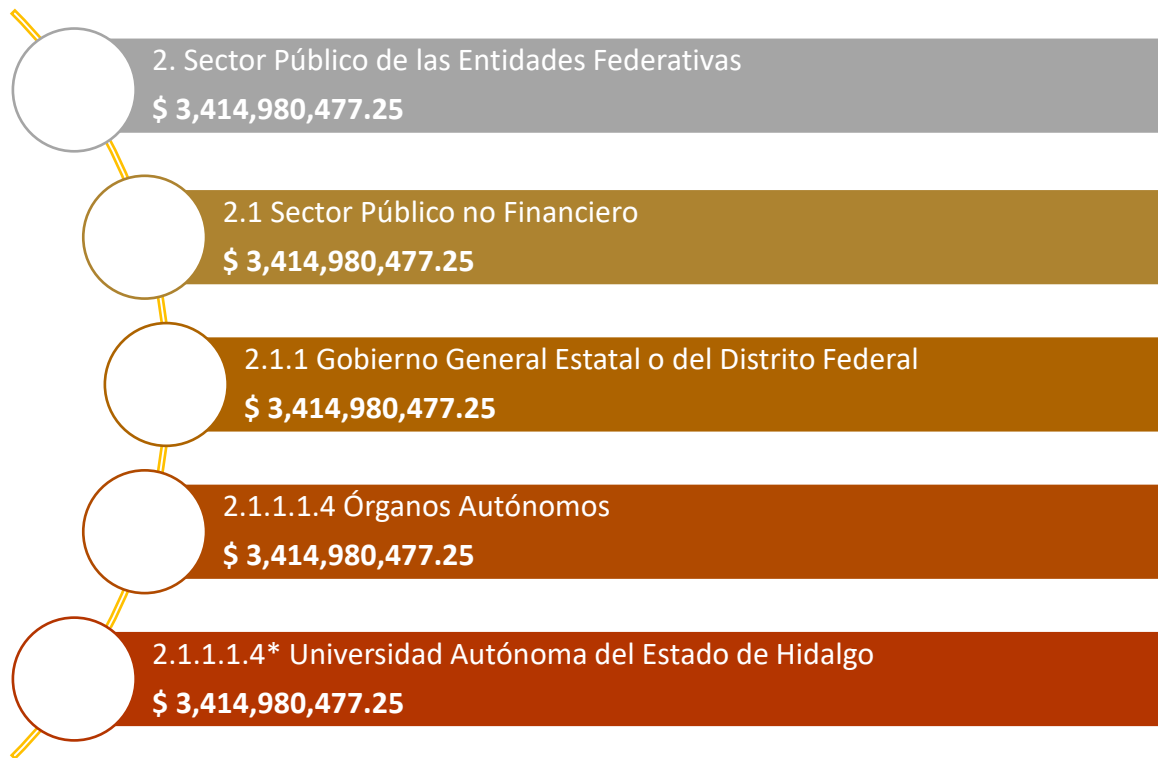 2. Sector Público de las Entidades Federativas
$ 3,414,980,477.25
2.1 Sector Público no Financiero
$ 3,414,980,477.25
2.1.1 Gobierno General Estatal o del Distrito Federal
$ 3,414,980,477.25
2.1.1.1.4 Órganos Autónomos
$ 3,414,980,477.25
2.1.1.1.4* Universidad Autónoma del Estado de Hidalgo
$ 3,414,980,477.25